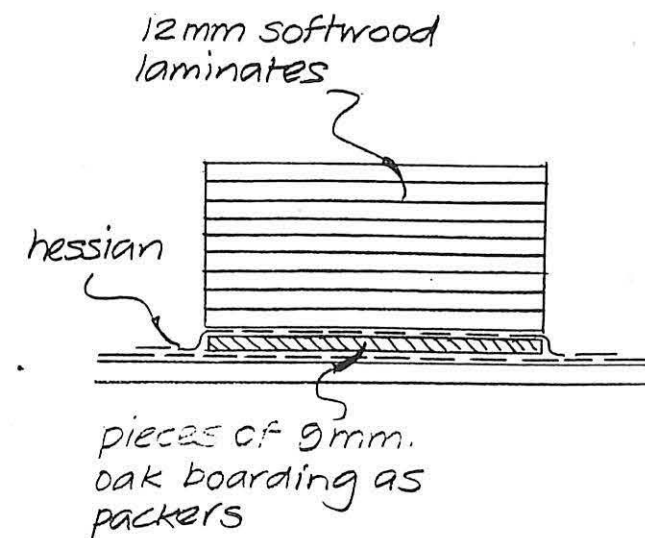 12mm softwood
laminates
hessian
pieces of 9mm.
oak boarding as
packers